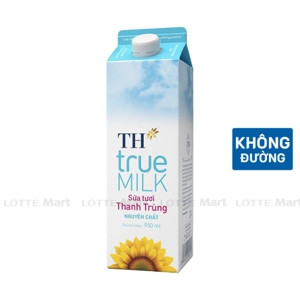 TH
true
MILK
Sữa tươi
Thanh Trùng
NGUYÊN CHẤT
950 ml
KHÔNG
ĐƯỜNG
LOTTE Mart LOTTE Mart LOTTE Mart